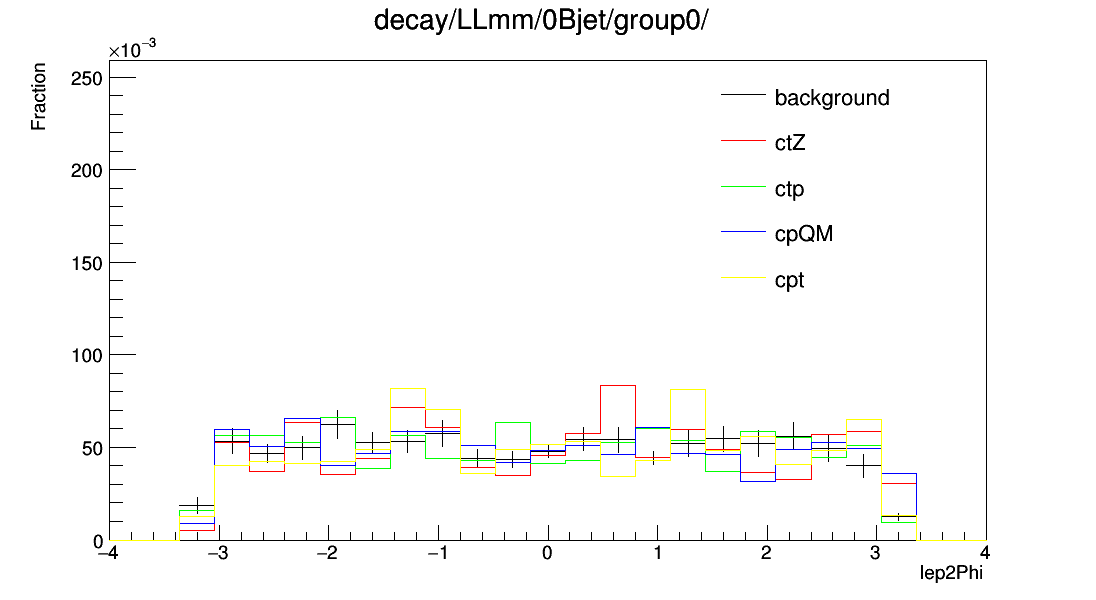 decay/LLmm/0Bjet/group0/
×10⁻³
Fraction
250
200
150
100
50
0
background
ctZ
ctp
cpQM
cpt
−4 −3 −2 −1 0 1 2 3 4
lep2Phi